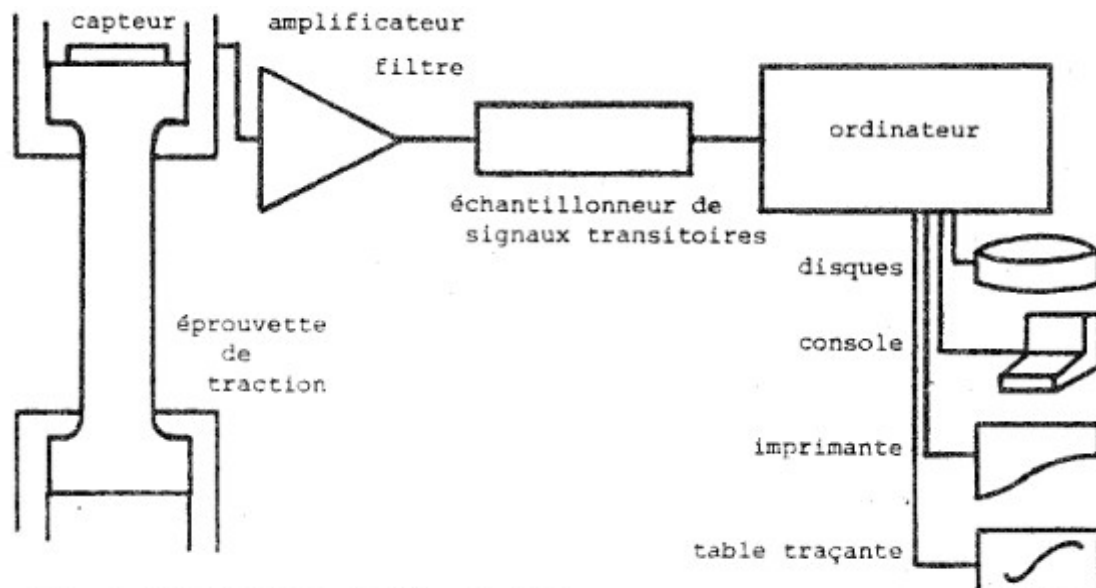 capteur
amplificateur
filtre
ordinateur
échantillonneur de
signaux transitoires
disques
éprouvette
de
traction
console
imprimante
table traçante